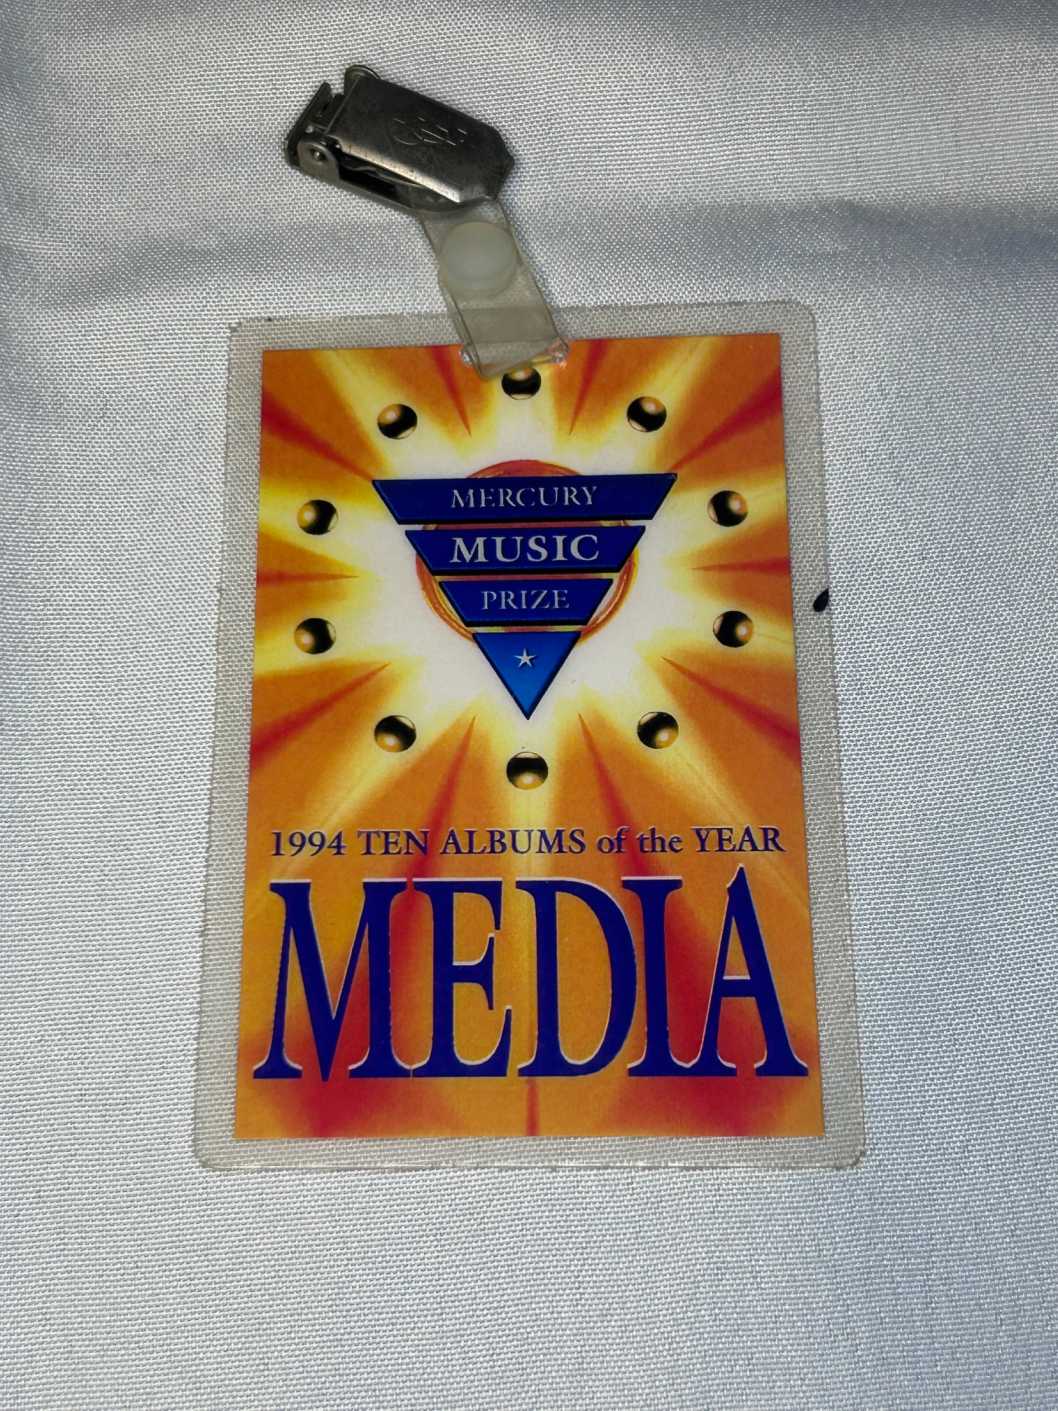 MERCURY
MUSIC
PRIZE
1994 TEN ALBUMS of the YEAR
MEDIA